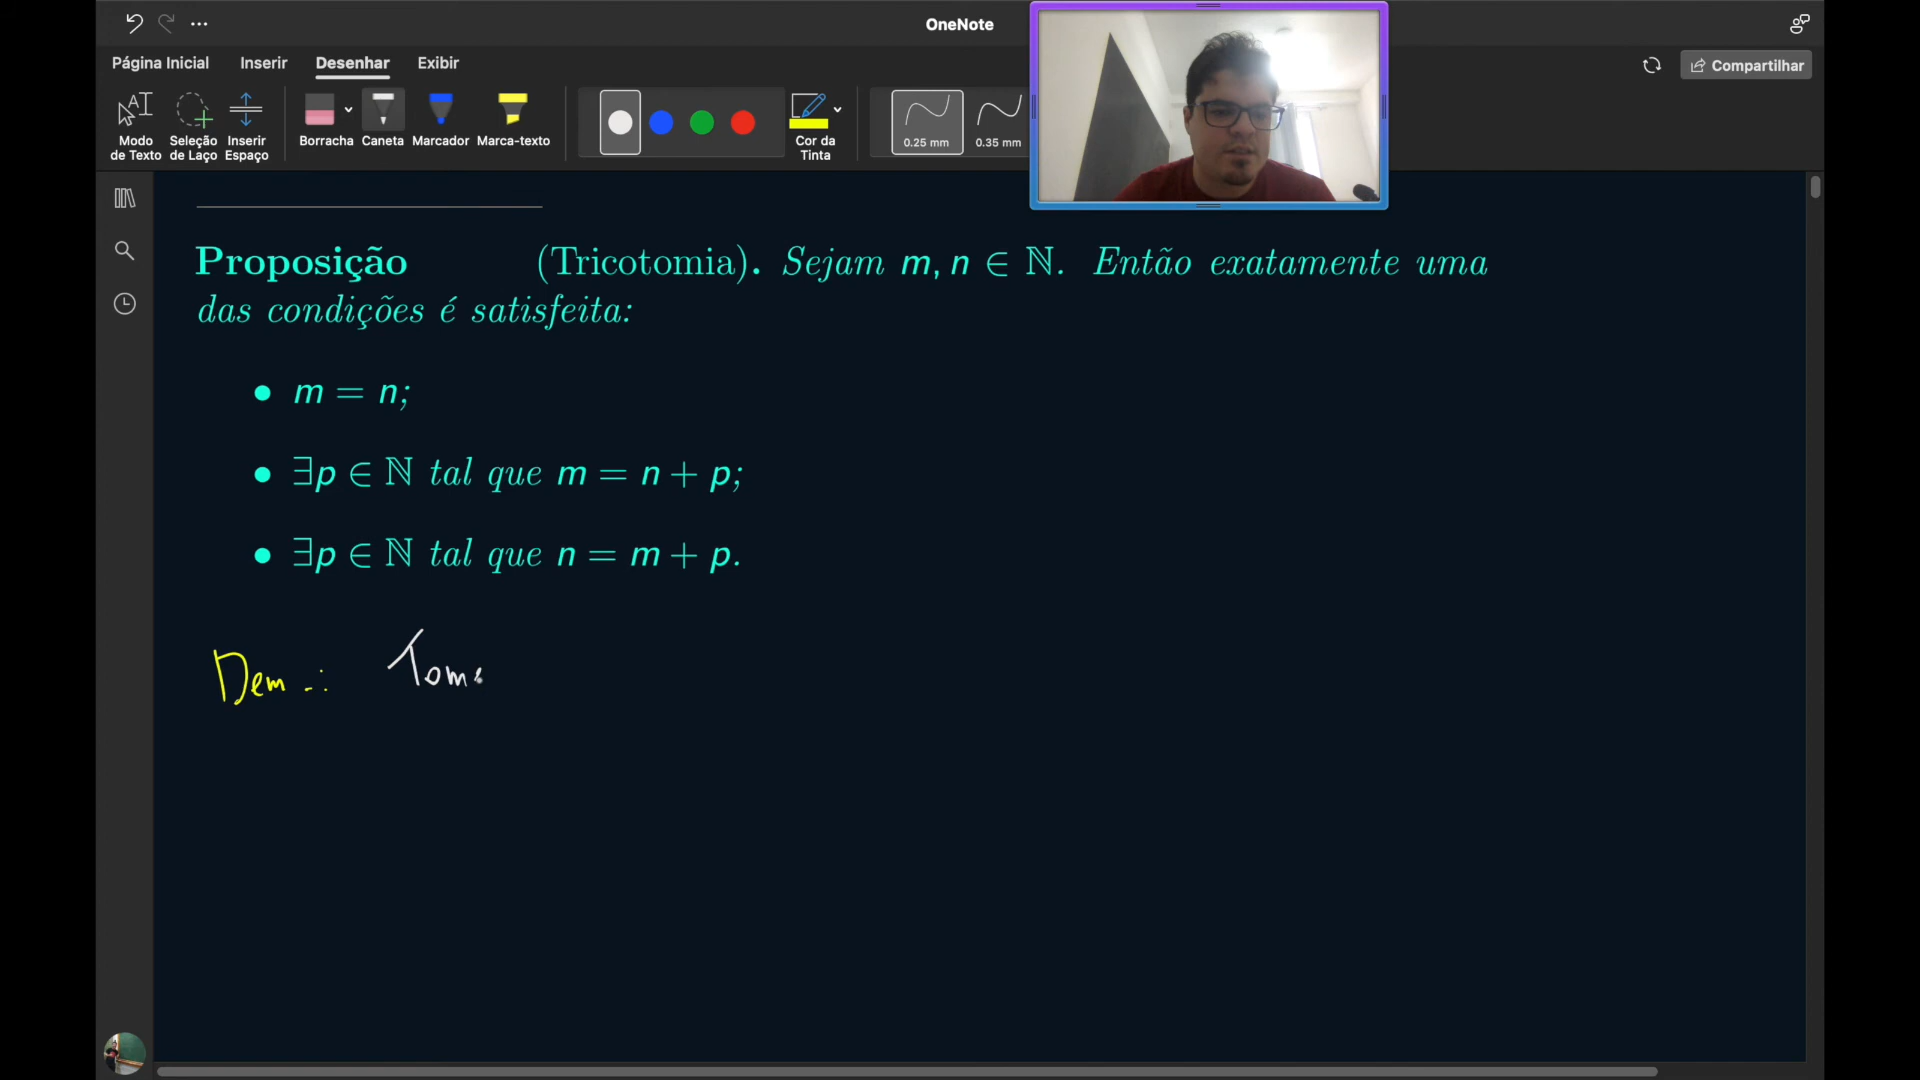 OneNote
Página Inicial Inserir Desenhar Exibir
Compartilhar
Modo de Texto
Seleção de Laço
Inserir Espaço
Borracha
Caneta
Marcador
Marca-texto
Cor da Tinta
0.25 mm
0.35 mm
Proposição (Tricotomia). Sejam m, n ∈ ℕ. Então exatamente uma
das condições é satisfeita:
• m = n;
• ∃p ∈ ℕ tal que m = n + p;
• ∃p ∈ ℕ tal que n = m + p.
Dem .: